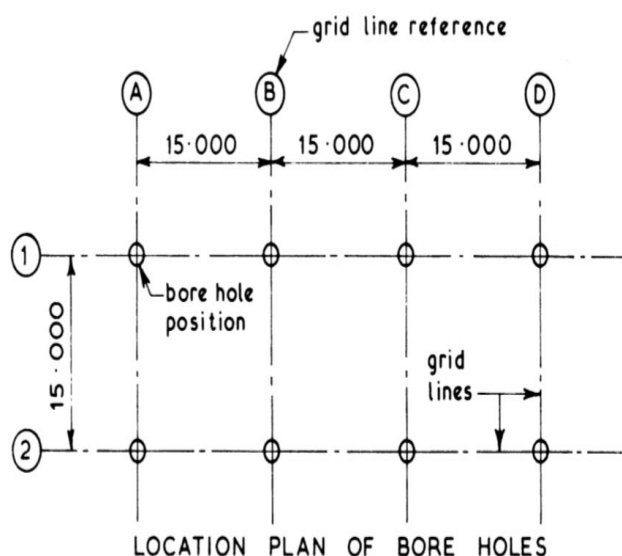 grid line reference
A B C D
15·000 15·000 15·000
1
bore hole
position
15·000
grid
lines
2
LOCATION PLAN OF BORE HOLES